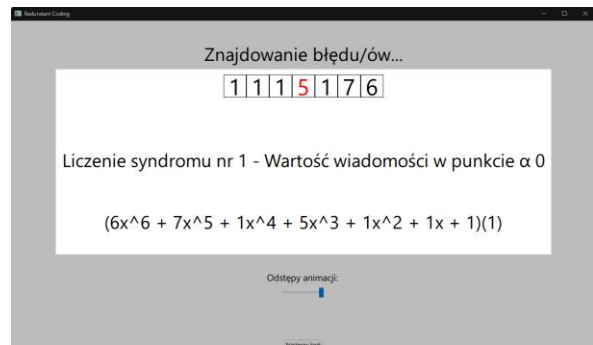 Redundant Coding
Znajdowanie błędu/ów...
1 1 1 5 1 7 6
Liczenie syndromu nr 1 - Wartość wiadomości w punkcie α 0
(6x^6 + 7x^5 + 1x^4 + 5x^3 + 1x^2 + 1x + 1)(1)
Odstępy animacji: